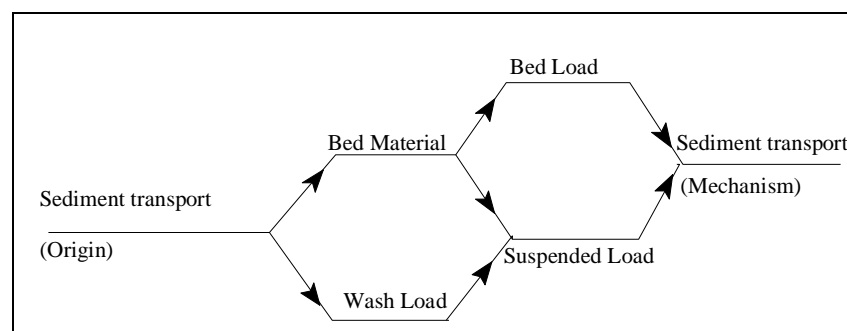 Bed Load
Bed Material
Sediment transport
(Mechanism)
Sediment transport
(Origin)
Suspended Load
Wash Load